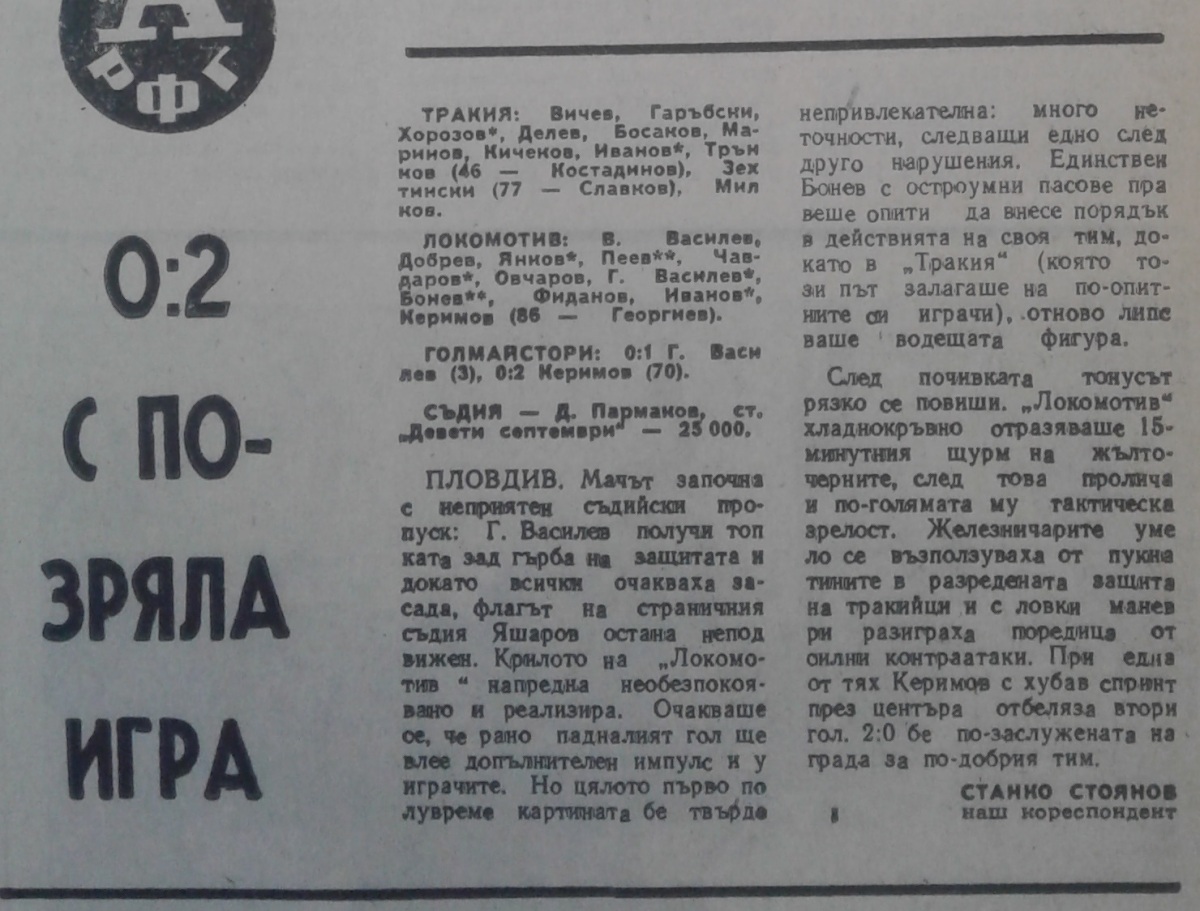 А
РФГ
0:2
С ПО-
ЗРЯЛА
ИГРА
ТРАКИЯ: Вичев, Гаръбски,
Хорозов*, Делев, Босаков, Ма-
ринов, Кичеков, Иванов*, Трън
ков (46 — Костадинов), Зех
тински (77 — Славков), Мил
ков.
ЛОКОМОТИВ: В. Василев,
Добрев, Янков*, Пеев**, Чав-
даров*, Овчаров, Г. Василев*,
Бонев**, Фиданов, Иванов*,
Керимов (86 — Георгиев).
ГОЛМАЙСТОРИ: 0:1 Г. Васи
лев (3), 0:2 Керимов (70).
СЪДИЯ — Д. Парманов, ст.
„Девети септември" — 25 000.
ПЛОВДИВ. Мачът започна
с неприятен съдийски про-
пуск: Г. Василев получи топ
ката зад гърба на защитата и
докато всички очакваха за-
сада, флагът на страничния
съдия Яшаров остана непод
вижен. Крилото на „Локомо-
тив “ напредна необезпокоя-
вано и реализира. Очакваше
се, че рано падналият гол ще
влее допълнителен импулс и у
играчите. Но цялото първо по
лувреме картината бе твърде
непривлекателна: много не-
точности, следващи едно след
друго нарушения. Единствен
Бонев с остроумни пасове пра
веше опити да внесе порядък
в действията на своя тим, до-
като в „Тракия“ (която то-
зи път залагаше на по-опит-
ните си играчи), отново липс
ваше водещата фигура.
След почивката тонусът
рязко се повиши. „Локомотив“
хладнокръвно отразяваше 15-
минутния щурм на жълто-
черните, след това пролича
и по-голямата му тактическа
зрелост. Железничарите уме
ло се възползуваха от пукна
тините в разредената защита
на тракийци и с ловки манев
ри разиграха поредица от
силни контраатаки. При една
от тях Керимов с хубав спринт
през центъра отбеляза втори
гол. 2:0 бе по-заслужената на
града за по-добрия тим.
СТАНКО СТОЯНОВ
наш кореспондент